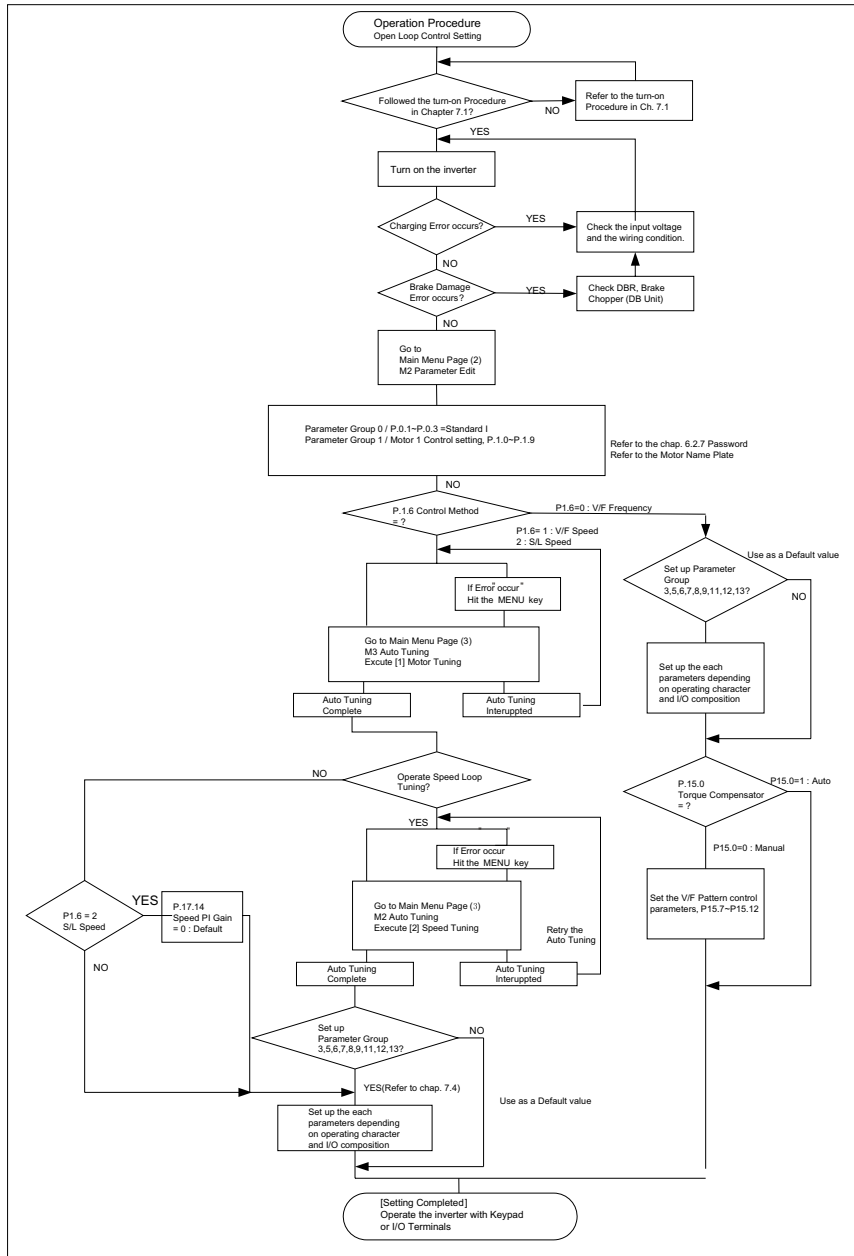 Operation Procedure
Open Loop Control Setting
Followed the turn-on Procedure
in Chapter 7.1?
NO
Refer to the turn-on
Procedure in Ch. 7.1
YES
Turn on the inverter
Charging Error occurs?
YES
Check the input voltage
and the wiring condition.
NO
Brake Damage
Error occurs?
YES
Check DBR, Brake
Chopper (DB Unit)
NO
Go to
Main Menu Page (2)
M2 Parameter Edit
Parameter Group 0 / P.0.1~P.0.3 =Standard I
Parameter Group 1 / Motor 1 Control setting, P.1.0~P.1.9
Refer to the chap. 6.2.7 Password
Refer to the Motor Name Plate
NO
P.1.6 Control Method
= ?
P1.6=0 : V/F Frequency
P1.6= 1 : V/F Speed
2 : S/L Speed
If Error" occur"
Hit the MENU key
Go to Main Menu Page (3)
M3 Auto Tuning
Excute [1] Motor Tuning
Auto Tuning
Complete
Auto Tuning
Interuppted
Use as a Default value
Set up Parameter
Group
3,5,6,7,8,9,11,12,13?
NO
Set up the each
parameters depending
on operating character
and I/O composition
P.15.0
Torque Compensator
= ?
P15.0=1 : Auto
P15.0=0 : Manual
Set the V/F Pattern control
parameters, P15.7~P15.12
NO
Operate Speed Loop
Tuning?
YES
" "
If Error occur
Hit the MENU key
Go to Main Menu Page (3)
M2 Auto Tuning
Execute [2] Speed Tuning
Retry the
Auto Tuning
Auto Tuning
Complete
Auto Tuning
Interuppted
P1.6 = 2
S/L Speed
YES
P.17.14
Speed PI Gain
= 0 : Default
NO
Set up
Parameter Group
3,5,6,7,8,9,11,12,13?
NO
YES(Refer to chap. 7.4)
Use as a Default value
Set up the each
parameters depending
on operating character
and I/O composition
[Setting Completed]
Operate the inverter with Keypad
or I/O Terminals